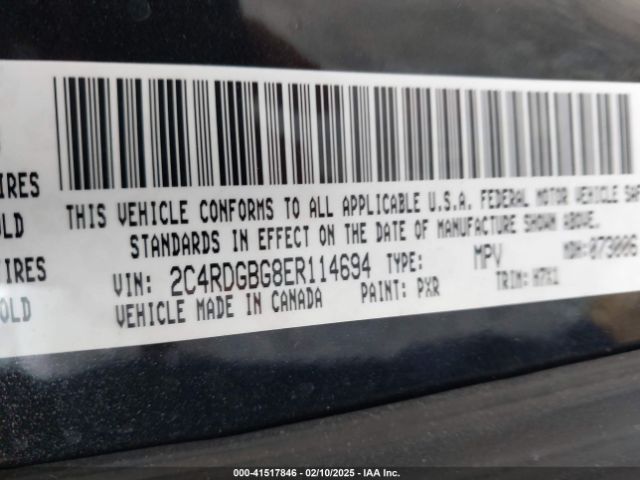 IRES
OLD
IRES
OLD
THIS VEHICLE CONFORMS TO ALL APPLICABLE U.S.A. FEDERAL MOTOR VEHICLE SA
STANDARDS IN EFFECT ON THE DATE OF MANUFACTURE SHOWN ABOVE.
VIN: 2C4RDGBG8ER114694 TYPE: MPV MDH:073006
VEHICLE MADE IN CANADA PAINT: PXR TRIM: H7X1
000-41517846 — 02/10/2025 — IAA Inc.